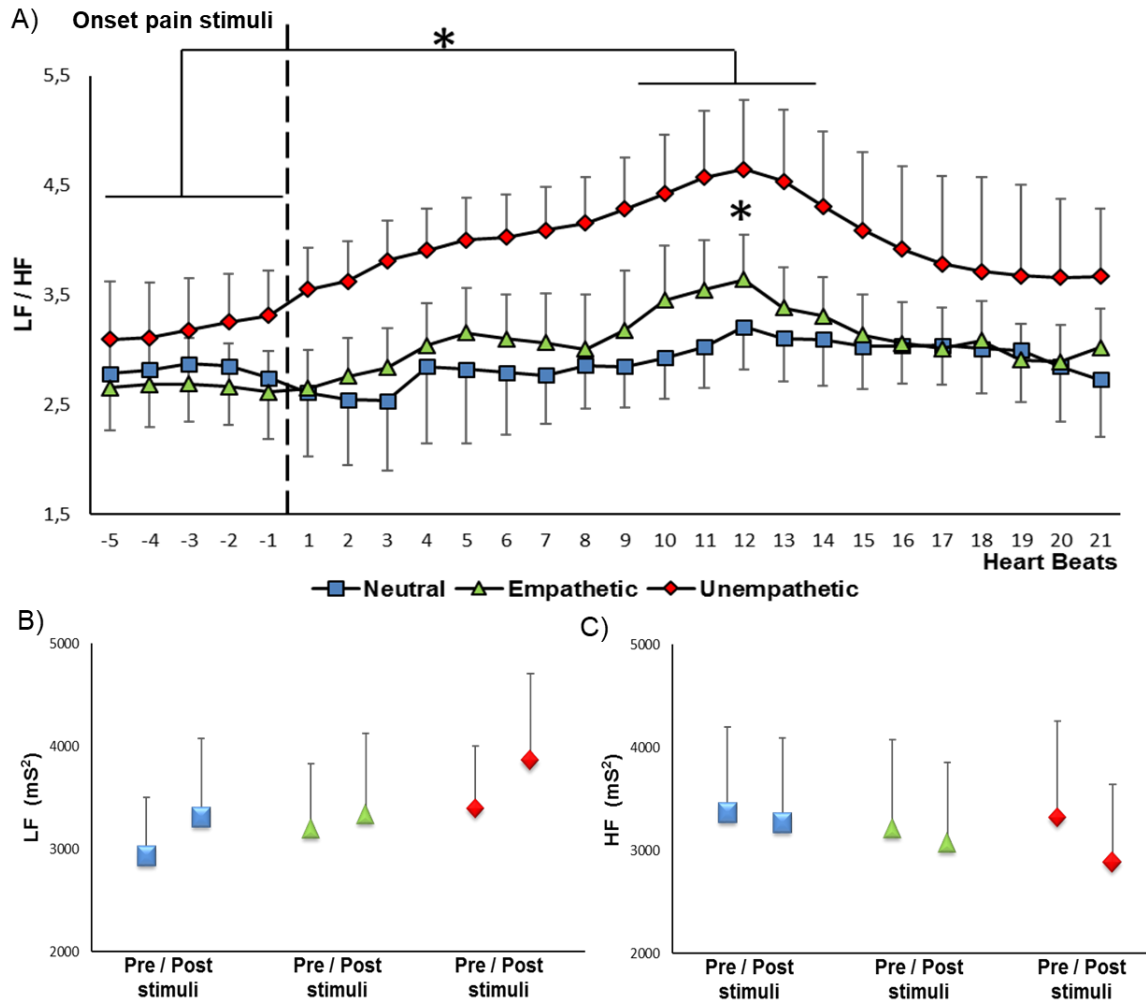 A) Onset pain stimuli
*
5,5
4,5
3,5
2,5
1,5
LF / HF
*
-5 -4 -3 -2 -1 1 2 3 4 5 6 7 8 9 10 11 12 13 14 15 16 17 18 19 20 21
Heart Beats
Neutral Empathetic Unempathetic
B)
5000
4000
3000
2000
LF (mS²)
Pre / Post Pre / Post Pre / Post
stimuli stimuli stimuli
C)
5000
4000
3000
2000
HF (mS²)
Pre / Post Pre / Post Pre / Post
stimuli stimuli stimuli